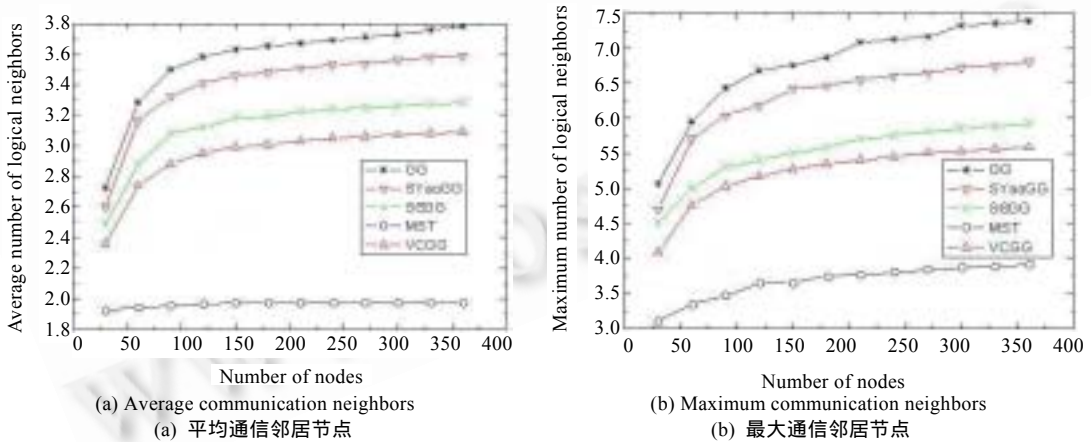 Average number of logical neighbors
3.8
3.6
3.4
3.2
3.0
2.8
2.6
2.4
2.2
2.0
1.8
GG
SYaoGG
MST
VCGG
0 50 100 150 200 250 300 350 400
Number of nodes
(a) Average communication neighbors
(a) 平均通信邻居节点
Maximum number of logical neighbors
7.5
7.0
6.5
6.0
5.5
5.0
4.5
4.0
3.5
3.0
GG
SYaoGG
MST
VCGG
0 50 100 150 200 250 300 350 400
Number of nodes
(b) Maximum communication neighbors
(b) 最大通信邻居节点